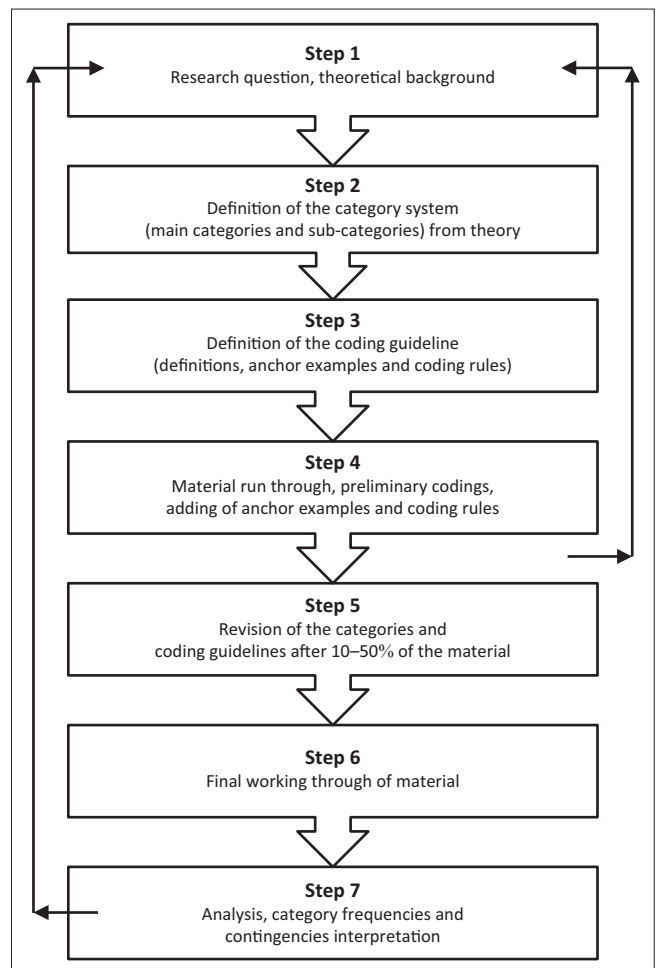 Step 1
Research question, theoretical background
Step 2
Definition of the category system
(main categories and sub-categories) from theory
Step 3
Definition of the coding guideline
(definitions, anchor examples and coding rules)
Step 4
Material run through, preliminary codings,
adding of anchor examples and coding rules
Step 5
Revision of the categories and
coding guidelines after 10–50% of the material
Step 6
Final working through of material
Step 7
Analysis, category frequencies and
contingencies interpretation